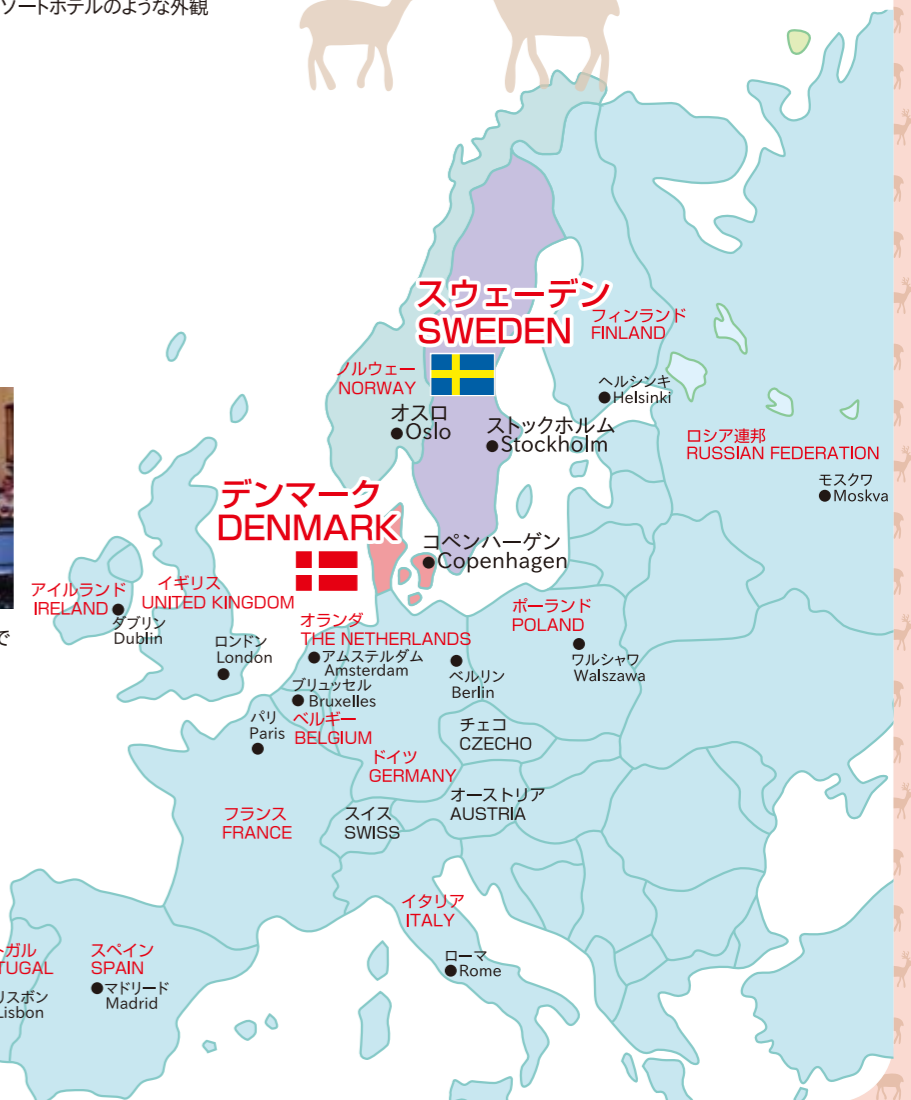 ソートホテルのような外観
スウェーデン
SWEDEN
フィンランド
FINLAND
ノルウェー
NORWAY
ヘルシンキ
Helsinki
オスロ
Oslo
ストックホルム
Stockholm
ロシア連邦
RUSSIAN FEDERATION
モスクワ
Moskva
デンマーク
DENMARK
コペンハーゲン
Copenhagen
アイルランド
IRELAND
ダブリン
Dublin
イギリス
UNITED KINGDOM
で
ロンドン
London
オランダ
THE NETHERLANDS
アムステルダム
Amsterdam
ブリュッセル
Bruxelles
ベルギー
BELGIUM
ベルリン
Berlin
ポーランド
POLAND
ワルシャワ
Walszawa
パリ
Paris
チェコ
CZECHO
ドイツ
GERMANY
オーストリア
AUSTRIA
フランス
FRANCE
スイス
SWISS
イタリア
ITALY
ローマ
Rome
トガル
TUGAL
リスボン
Lisbon
スペイン
SPAIN
マドリード
Madrid